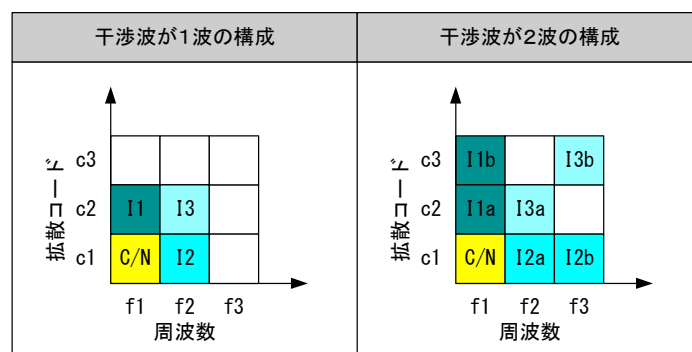 干渉波が1波の構成
干渉波が2波の構成
拡散コード
c3
c2 I1 I3
c1 C/N I2
f1 f2 f3
周波数
拡散コード
c3 I1b I3b
c2 I1a I3a
c1 C/N I2a I2b
f1 f2 f3
周波数